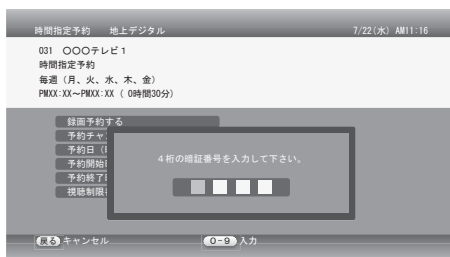 時間指定予約 地上デジタル 7/22(水) AM11:16
031 〇〇〇テレビ1
時間指定予約
毎週（月、火、水、木、金）
PMXX:XX～PMXX:XX ( 0時間30分)
録画予約する
予約チャ
予約日（
予約開始
予約終了
視聴制限
4桁の暗証番号を入力して下さい。
戻る キャンセル 0-9 入力